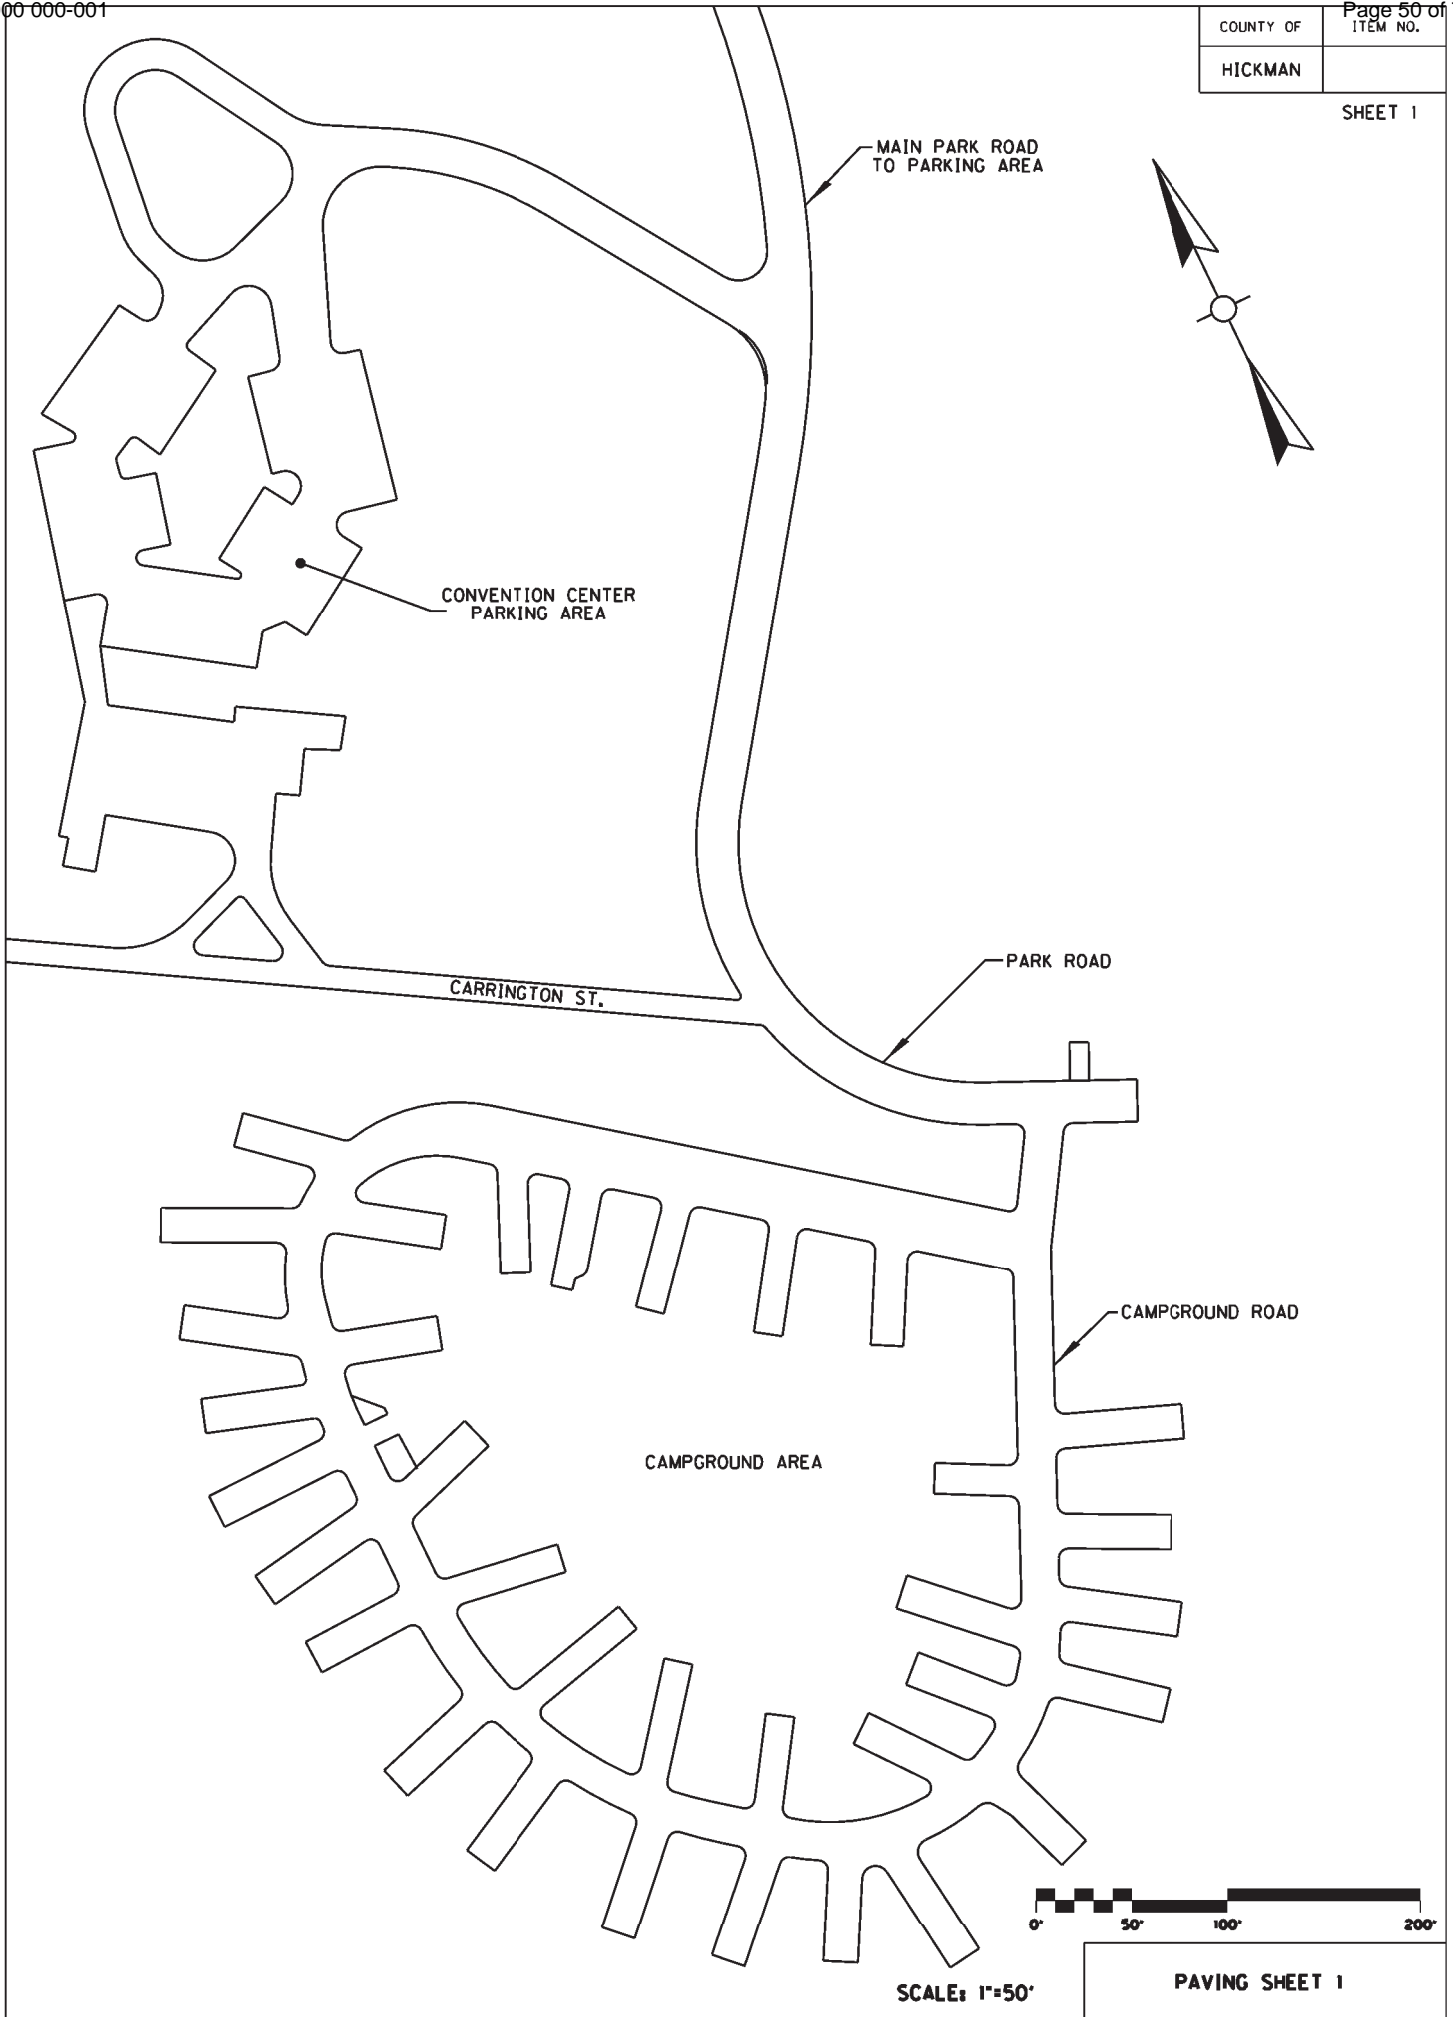 00 000-001
Page 50 of
COUNTY OF
ITEM NO.
HICKMAN
SHEET 1
MAIN PARK ROAD
TO PARKING AREA
CONVENTION CENTER
PARKING AREA
PARK ROAD
CARRINGTON ST.
CAMPGROUND ROAD
CAMPGROUND AREA
0' 50' 100' 200'
SCALE: 1"=50'
PAVING SHEET 1